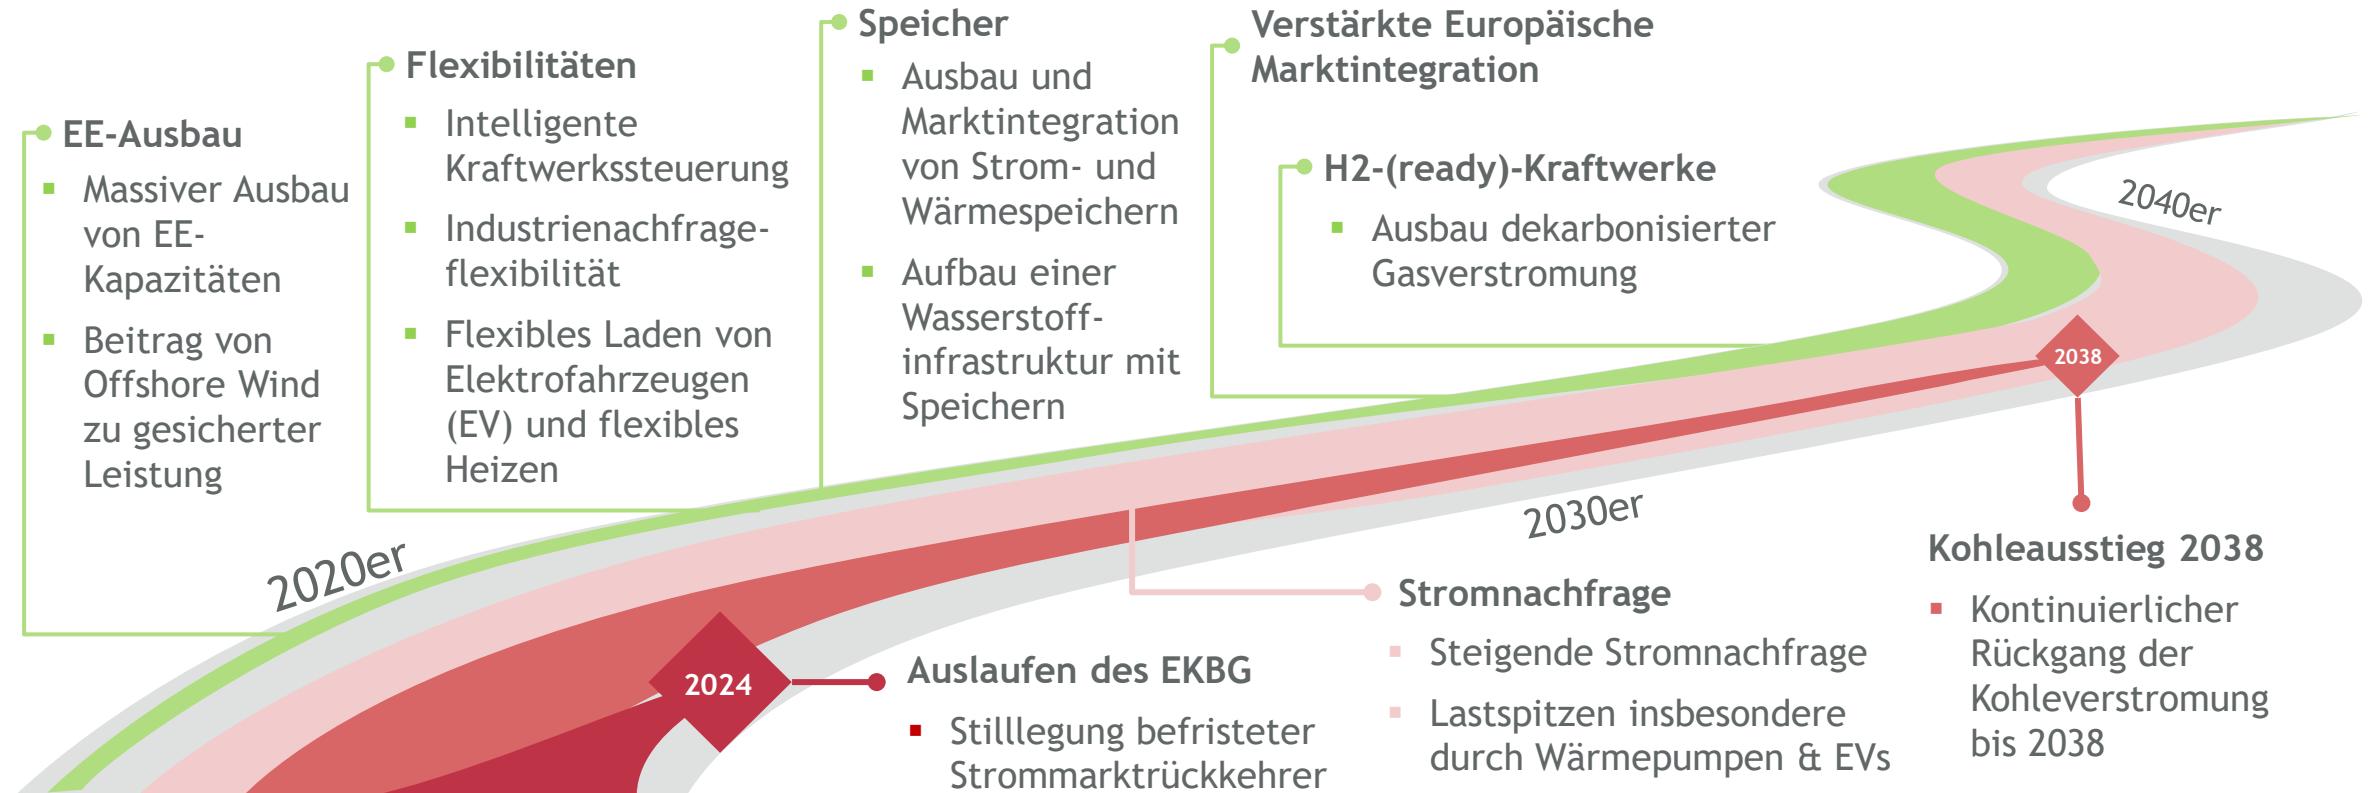 EE-Ausbau
Massiver Ausbau
von EE-
Kapazitäten
Beitrag von
Offshore Wind
zu gesicherter
Leistung
Flexibilitäten
Intelligente
Kraftwerkssteuerung
Industrienachfrage-
flexibilität
Flexibles Laden von
Elektrofahrzeugen
(EV) und flexibles
Heizen
Speicher
Ausbau und
Marktintegration
von Strom- und
Wärmespeichern
Aufbau einer
Wasserstoff-
infrastruktur mit
Speichern
Verstärkte Europäische
Marktintegration
H2-(ready)-Kraftwerke
Ausbau dekarbonisierter
Gasverstromung
2020er
2030er
2040er
2024
Auslaufen des EKBG
Stilllegung befristeter
Strommarktrückkehrer
Stromnachfrage
Steigende Stromnachfrage
Lastspitzen insbesondere
durch Wärmepumpen & EVs
2038
Kohleausstieg 2038
Kontinuierlicher
Rückgang der
Kohleverstromung
bis 2038